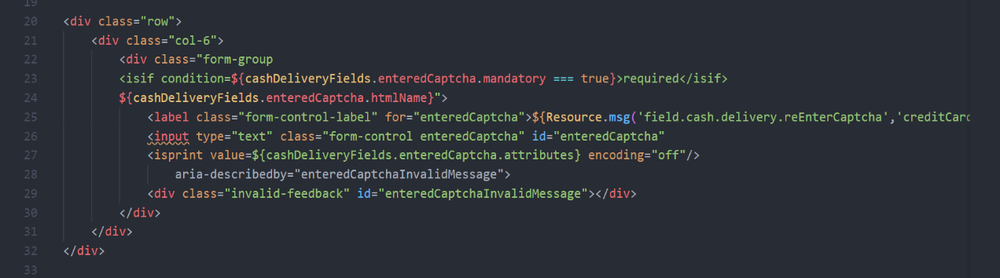 19
20 <div class="row">
21 <div class="col-6">
22 <div class="form-group
23 <isif condition=${cashDeliveryFields.enteredCaptcha.mandatory === true}>required</isif>
24 ${cashDeliveryFields.enteredCaptcha.htmlName}">
25 <label class="form-control-label" for="enteredCaptcha">${Resource.msg('field.cash.delivery.reEnterCaptcha','creditCar
26 <input type="text" class="form-control enteredCaptcha" id="enteredCaptcha"
27 <isprint value=${cashDeliveryFields.enteredCaptcha.attributes} encoding="off"/>
28 aria-describedby="enteredCaptchaInvalidMessage">
29 <div class="invalid-feedback" id="enteredCaptchaInvalidMessage"></div>
30 </div>
31 </div>
32 </div>
33